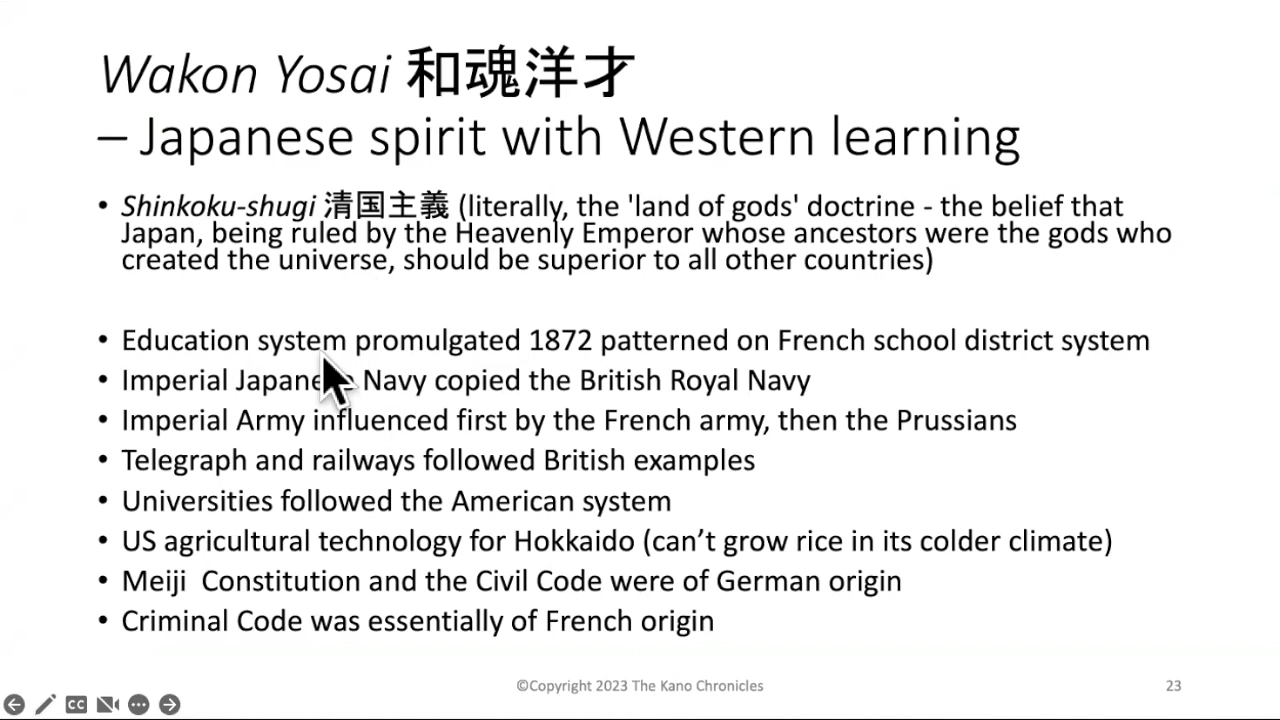 Wakon Yosai 和魂洋才
– Japanese spirit with Western learning
• Shinkoku-shugi 清国主義 (literally, the 'land of gods' doctrine - the belief that
Japan, being ruled by the Heavenly Emperor whose ancestors were the gods who
created the universe, should be superior to all other countries)
• Education system promulgated 1872 patterned on French school district system
• Imperial Japanese Navy copied the British Royal Navy
• Imperial Army influenced first by the French army, then the Prussians
• Telegraph and railways followed British examples
• Universities followed the American system
• US agricultural technology for Hokkaido (can’t grow rice in its colder climate)
• Meiji  Constitution and the Civil Code were of German origin
• Criminal Code was essentially of French origin
©Copyright 2023 The Kano Chronicles
23
CC